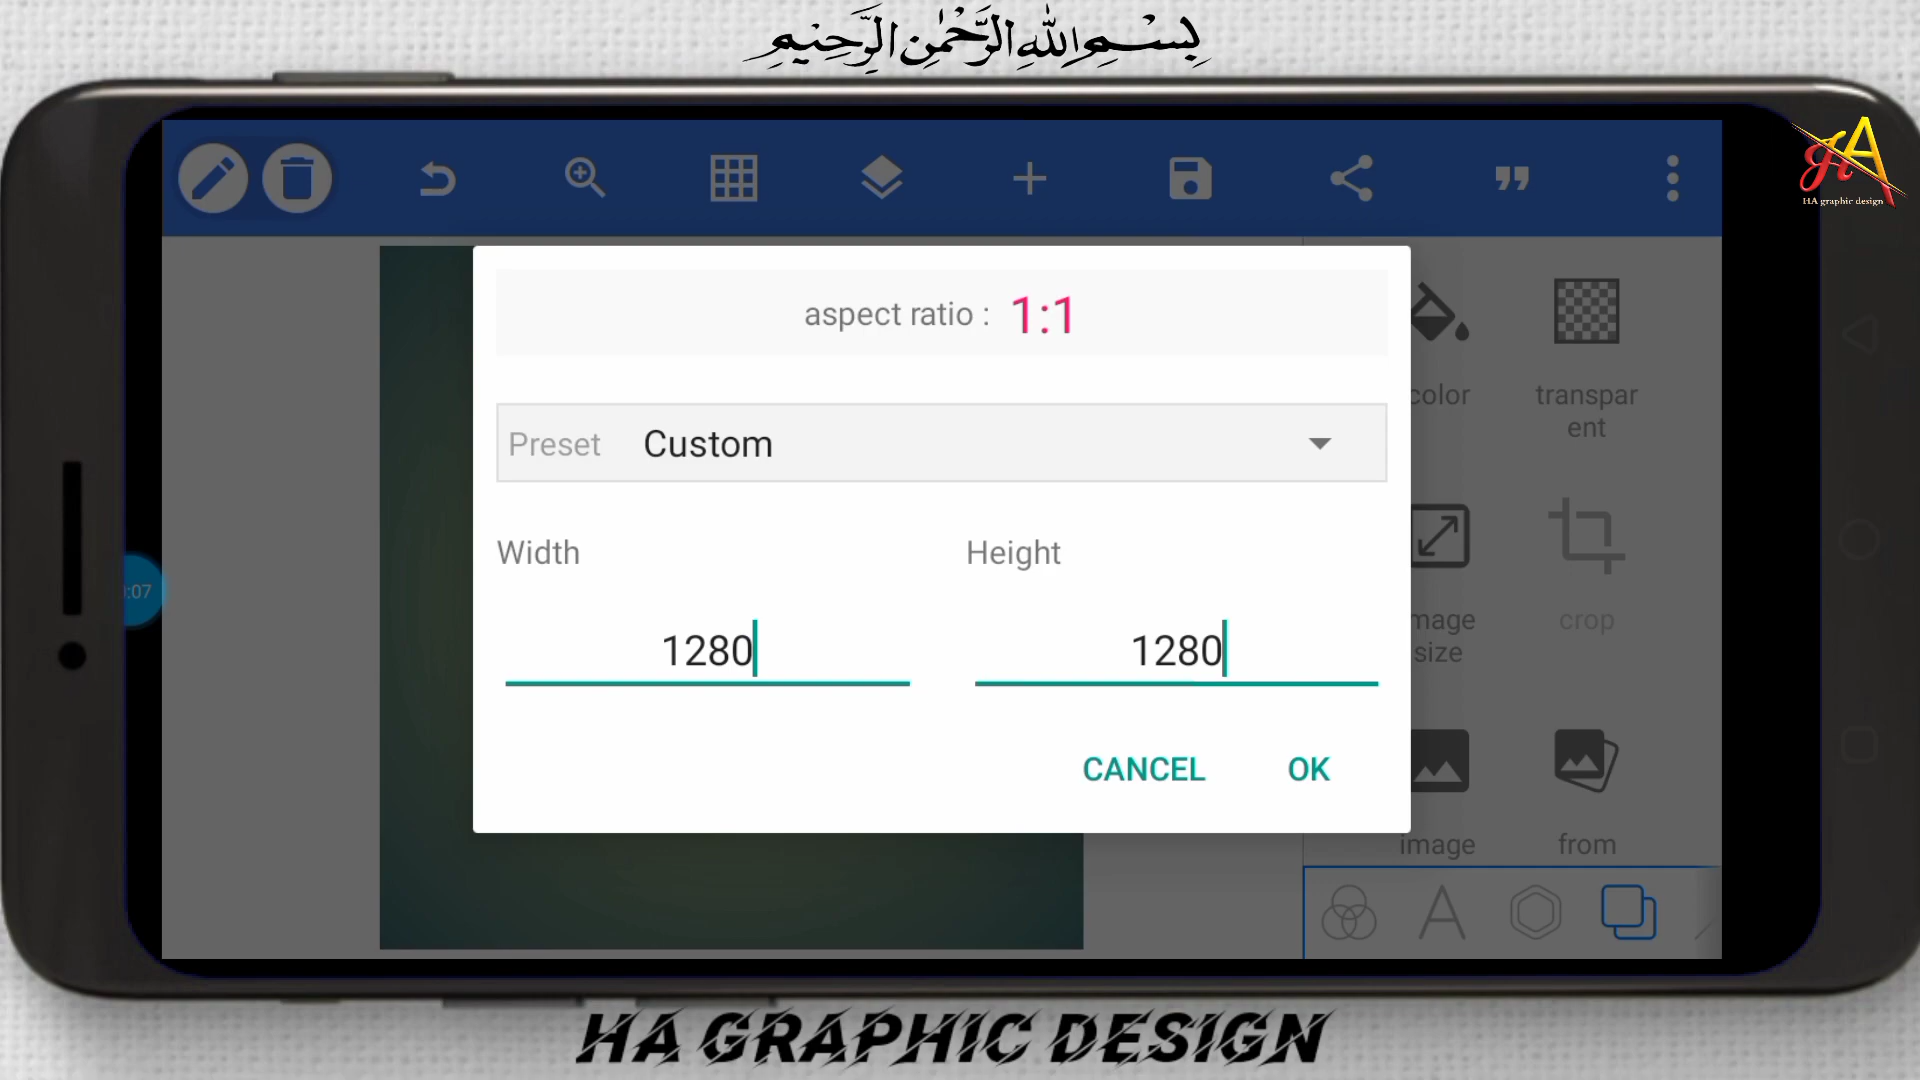 بِسْمِ اللهِ الرَّحْمٰنِ الرَّحِيْمِ
HA graphic design
aspect ratio : 1:1
Preset Custom
Width Height
1280 1280
CANCEL OK
:07
color
transpar
ent
mage
size
crop
image
from
HA GRAPHIC DESIGN